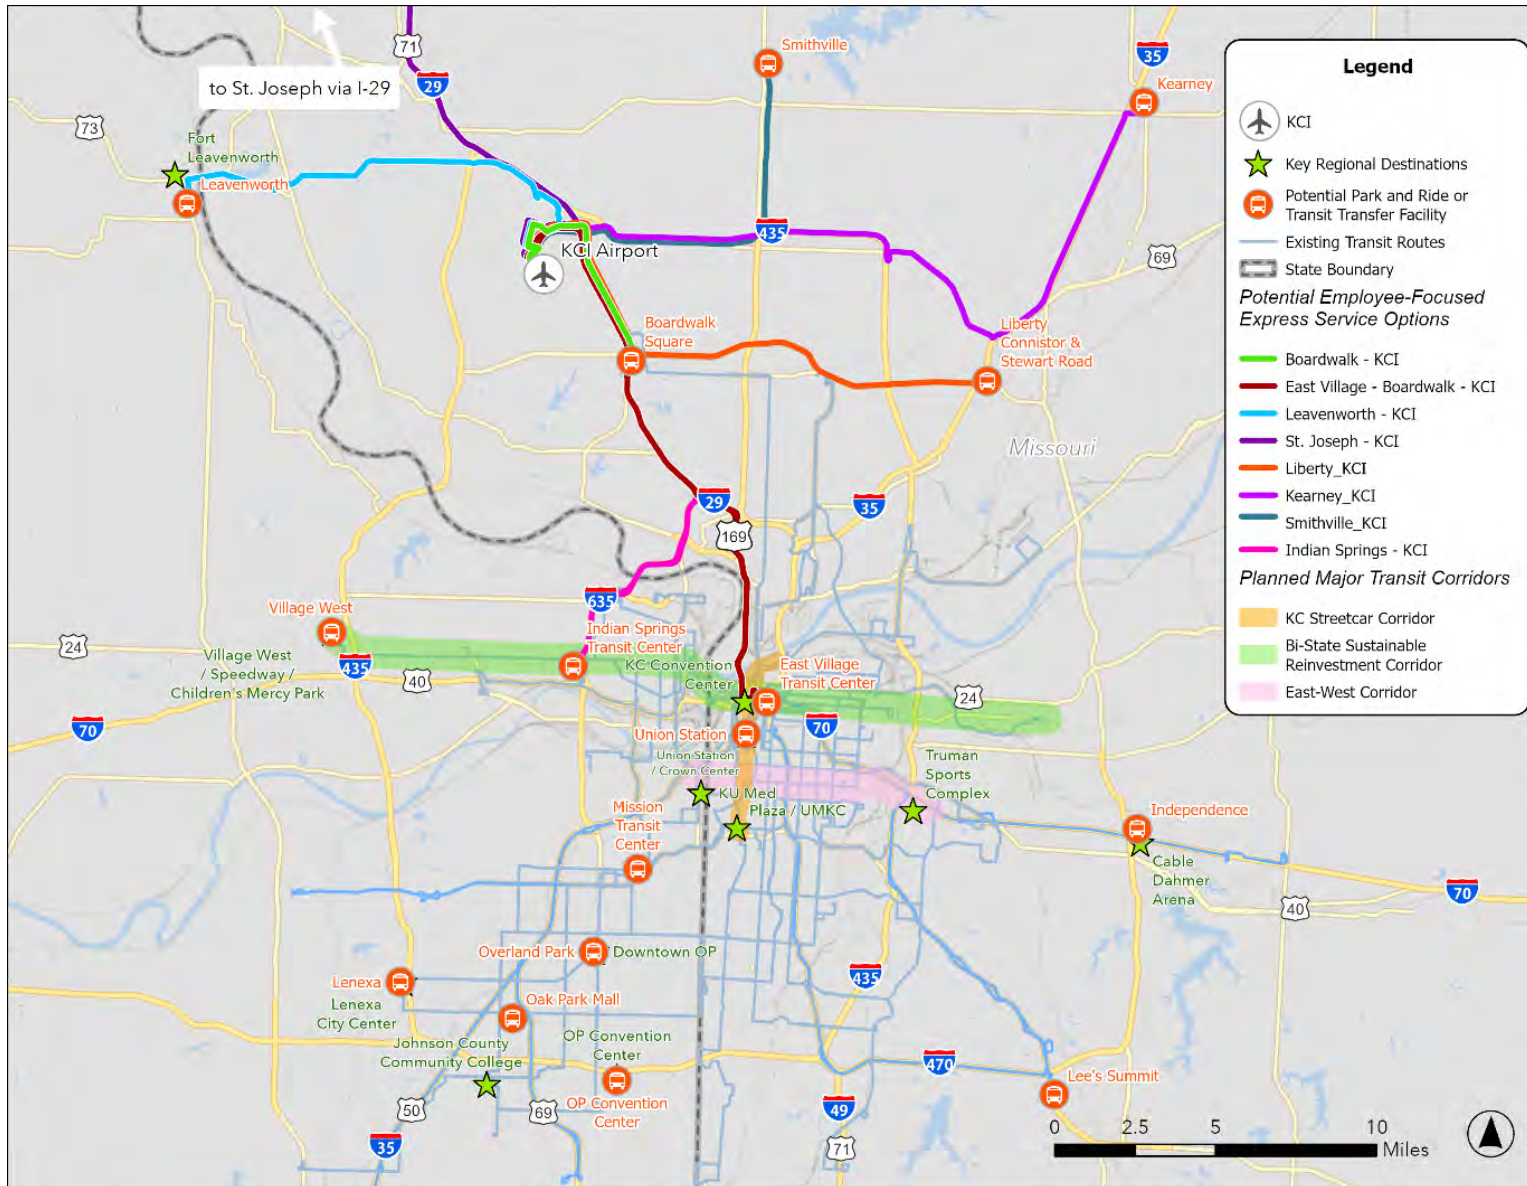 71
29
to St. Joseph via I-29
Smithville
35
Kearney
73
Fort
Leavenworth
Leavenworth
KCI Airport
435
69
Boardwalk
Square
Liberty
Connistor &
Stewart Road
Missouri
29
35
169
635
Village West
Indian Springs
Transit Center
24
Village West
/ Speedway /
Children's Mercy Park
435
40
KC Convention
Center
East Village
Transit Center
24
70
70
Union Station
Union Station
/ Crown Center
KU Med
Plaza / UMKC
Truman
Sports
Complex
Mission
Transit
Center
Independence
Cable
Dahmer
Arena
70
40
Overland Park
Downtown OP
435
Lenexa
Lenexa
City Center
Oak Park Mall
Johnson County
Community College
OP Convention
Center
OP Convention
Center
470
Lee's Summit
50
69
49
35
71
Legend
KCI
Key Regional Destinations
Potential Park and Ride or
Transit Transfer Facility
Existing Transit Routes
State Boundary
Potential Employee-Focused
Express Service Options
Boardwalk - KCI
East Village - Boardwalk - KCI
Leavenworth - KCI
St. Joseph - KCI
Liberty_KCI
Kearney_KCI
Smithville_KCI
Indian Springs - KCI
Planned Major Transit Corridors
KC Streetcar Corridor
Bi-State Sustainable
Reinvestment Corridor
East-West Corridor
0 2.5 5 10
Miles